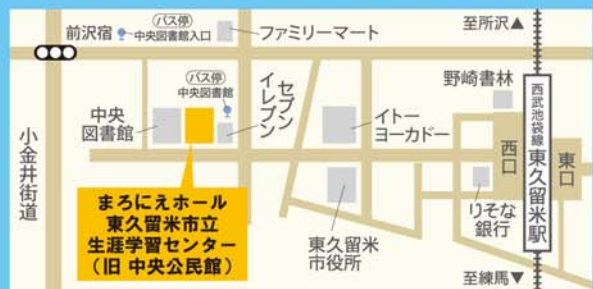 至所沢▲
バス停
前沢宿
中央図書館入口
ファミリーマート
野崎書林
バス停
中央図書館
セブン
イレブン
中央
図書館
イトー
ヨーカドー
西武池袋線
東久留米駅
西口
東口
小金井街道
まろにえホール
東久留米市立
生涯学習センター
（旧 中央公民館）
東久留米
市役所
りそな
銀行
至練馬▼